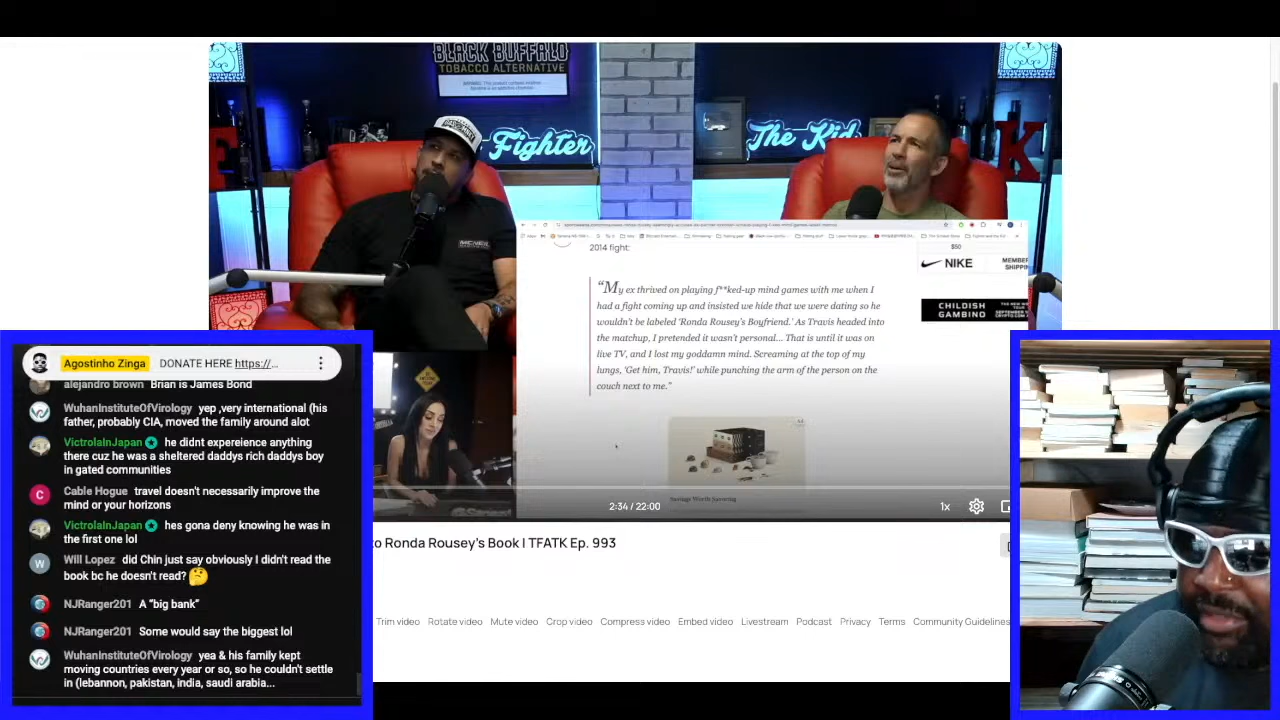 BLACK BUFFALO
TOBACCO ALTERNATIVE
Fighter
The Kid
K
2014 fight:
“My ex thrived on playing f**ked-up mind games with me when I
had a fight coming up and insisted we hide that we were dating so he
wouldn’t be labeled ‘Ronda Rousey’s Boyfriend.’ As Travis headed into
the matchup, I pretended it wasn’t personal... That is until it was on
live TV, and I lost my goddamn mind. Screaming at the top of my
lungs, ‘Get him, Travis!’ while punching the arm of the person on the
couch next to me.”
$50
NIKE
MEMBER
SHIPPIN
CHILDISH
GAMBINO
Savings Worth Savoring
2:34 / 22:00
1x
to Ronda Rousey's Book | TFATK Ep. 993
Trim video Rotate video Mute video Crop video Compress video Embed video Livestream Podcast Privacy Terms Community Guidelines
Agostinho Zinga DONATE HERE https://...
alejandro brown Brian is James Bond
WuhanInstituteOfVirology yep ,very international (his
father, probably CIA, moved the family around alot
VictrolaInJapan he didnt expereience anything
there cuz he was a sheltered daddys rich daddys boy
in gated communities
C
Cable Hogue travel doesn't necessarily improve the
mind or your horizons
VictrolaInJapan hes gona deny knowing he was in
the first one lol
W
Will Lopez did Chin just say obviously I didn't read the
book bc he doesn't read?
NJRanger201 A “big bank”
NJRanger201 Some would say the biggest lol
WuhanInstituteOfVirology yea & his family kept
moving countries every year or so, so he couldn't settle
in (lebannon, pakistan, india, saudi arabia...